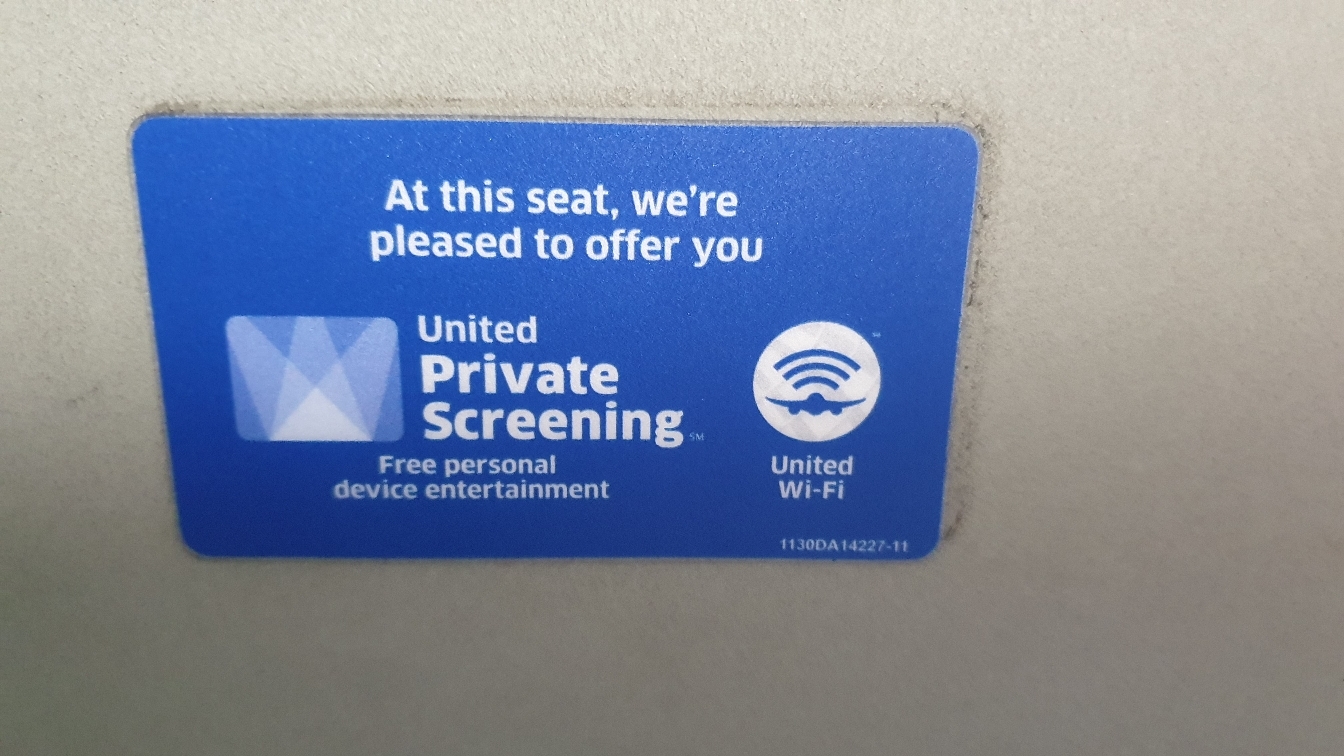 At this seat, we're
pleased to offer you
United
Private
Screening SM
Free personal
device entertainment
United
Wi-Fi
1130DA14227-11